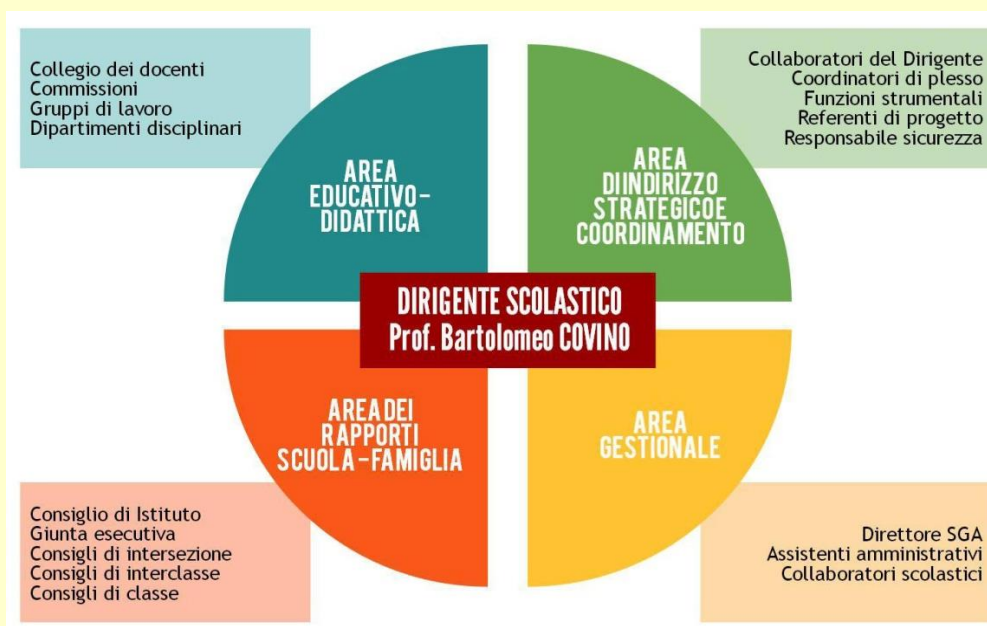 Collegio dei docenti
Commissioni
Gruppi di lavoro
Dipartimenti disciplinari
Collaboratori del Dirigente
Coordinatori di plesso
Funzioni strumentali
Referenti di progetto
Responsabile sicurezza
AREA
EDUCATIVO-
DIDATTICA
AREA
DIINDIRIZZO
STRATEGICOE
COORDINAMENTO
DIRIGENTE SCOLASTICO
Prof. Bartolomeo COVINO
AREA DEI
RAPPORTI
SCUOLA-FAMIGLIA
AREA
GESTIONALE
Consiglio di Istituto
Giunta esecutiva
Consigli di intersezione
Consigli di interclasse
Consigli di classe
Direttore SGA
Assistenti amministrativi
Collaboratori scolastici